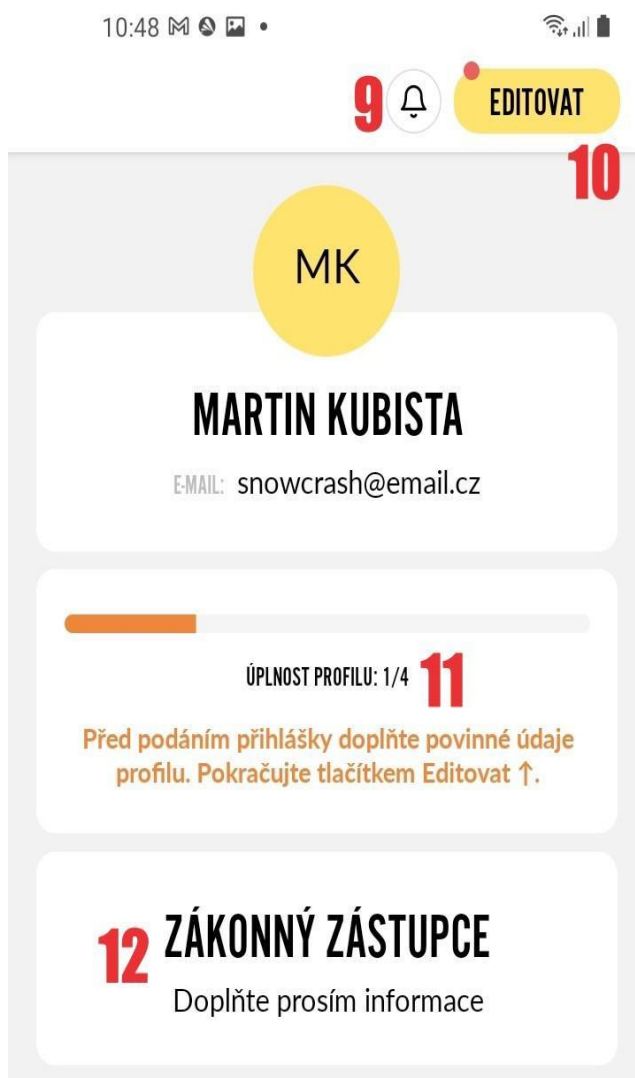 10:48
9
EDITOVAT
10
MK
MARTIN KUBISTA
E-MAIL: snowcrash@email.cz
ÚPLNOST PROFILU: 1/4 11
Před podáním přihlášky doplňte povinné údaje
profilu. Pokračujte tlačítkem Editovat ↑.
12 ZÁKONNÝ ZÁSTUPCE
Doplňte prosím informace